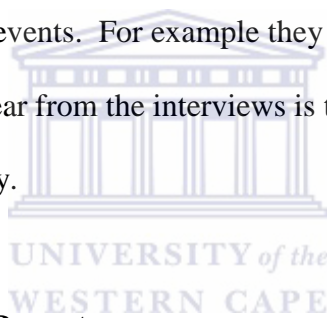 events. For example they
ear from the interviews is t
y.
UNIVERSITY of the
WESTERN CAPE